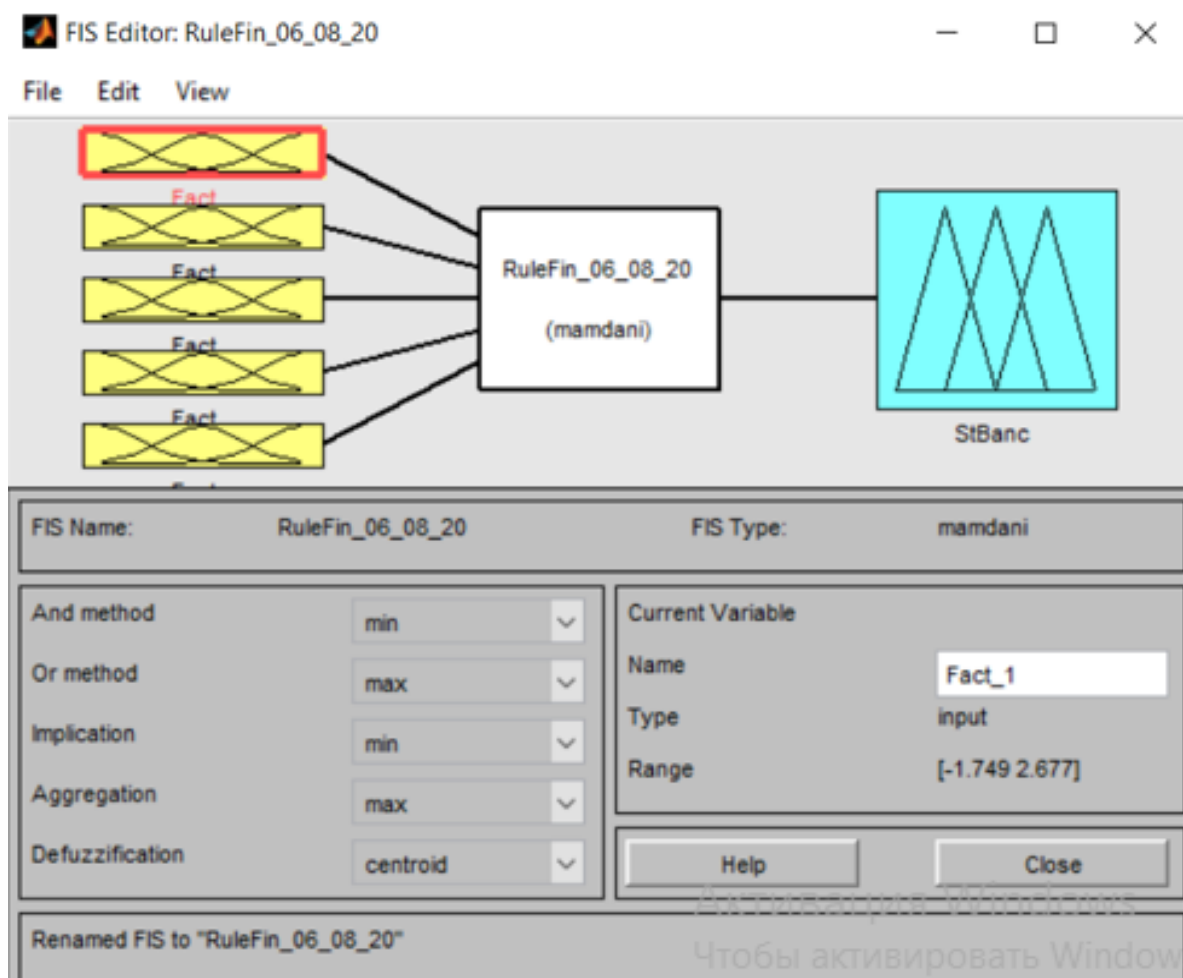 FIS Editor: RuleFin_06_08_20
File Edit View
Fact
Fact
Fact
Fact
RuleFin_06_08_20
(mamdani)
StBanc
FIS Name: RuleFin_06_08_20 FIS Type: mamdani
And method min
Or method max
Implication min
Aggregation max
Defuzzification centroid
Current Variable
Name Fact_1
Type input
Range [-1.749 2.677]
Help Close
Renamed FIS to "RuleFin_06_08_20"
Активация Windows
Чтобы активировать Window